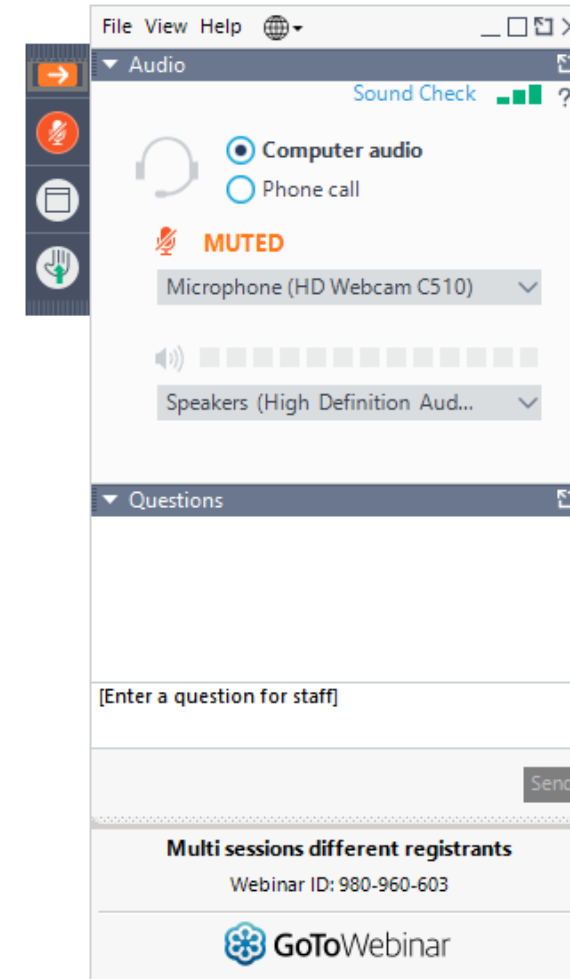 File View Help
Audio
Sound Check ?
Computer audio
Phone call
MUTED
Microphone (HD Webcam C510)
Speakers (High Definition Aud...
Questions
[Enter a question for staff]
Send
Multi sessions different registrants
Webinar ID: 980-960-603
GoToWebinar